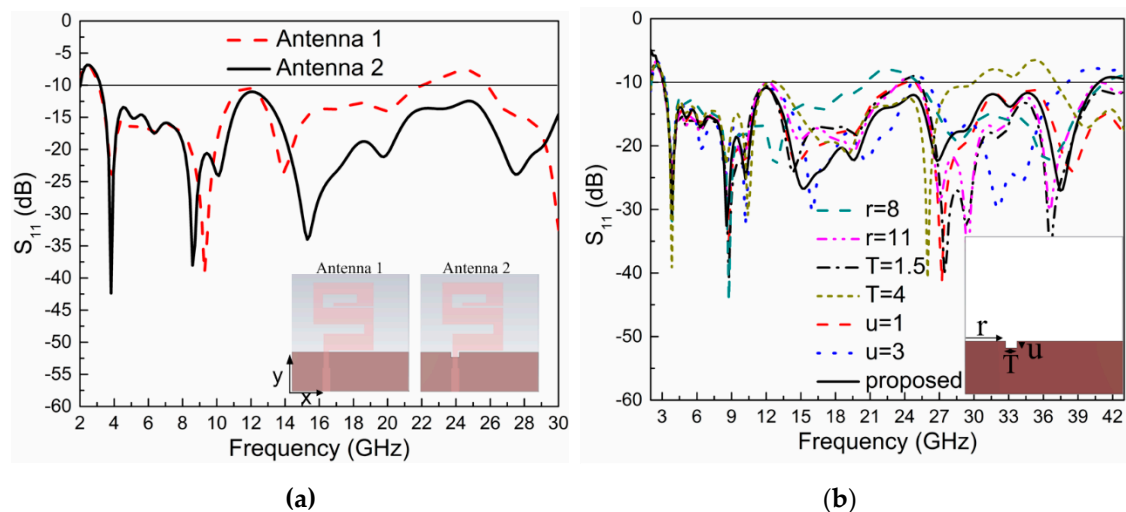 0
-5
-10
-15
-20
-25
-30
-35
-40
-45
-50
-55
-60
S11 (dB)
Antenna 1
Antenna 2
Antenna 1 Antenna 2
y
x
2 4 6 8 10 12 14 16 18 20 22 24 26 28 30
Frequency (GHz)
(a)
0
-10
-20
-30
-40
-50
-60
S11 (dB)
r=8
r=11
T=1.5
T=4
u=1
u=3
proposed
r
u
T
3 6 9 12 15 18 21 24 27 30 33 36 39 42
Frequency (GHz)
(b)